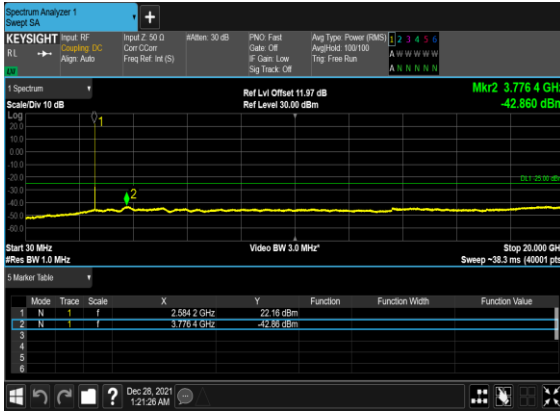 Spectrum Analyzer 1
Swept SA
+
KEYSIGHT
RL
Input: RF
Coupling: DC
Align: Auto
Input Z: 50 Ω
Corr CCorr
Freq Ref: Int (S)
#Atten: 30 dB
PNO: Fast
Gate: Off
IF Gain: Low
Sig Track: Off
Avg Type: Power (RMS)
Avg|Hold: 100/100
Trig: Free Run
1 2 3 4 5 6
A W W W W W
A N N N N N
1 Spectrum
Scale/Div 10 dB
Ref Lvl Offset 11.97 dB
Ref Level 30.00 dBm
Mkr2 3.776 4 GHz
-42.860 dBm
Log
20.0
10.0
0.00
-10.0
-20.0
-30.0
-40.0
-50.0
-60.0
1
2
DL1 -25.00 dBm
Start 30 MHz
#Res BW 1.0 MHz
Video BW 3.0 MHz*
Stop 20.000 GHz
Sweep ~38.3 ms (40001 pts)
5 Marker Table
Mode Trace Scale X Y Function Function Width Function Value
1 N 1 f 2.584 2 GHz 22.16 dBm
2 N 1 f 3.776 4 GHz -42.86 dBm
3
4
5
6
?
Dec 28, 2021
1:21:26 AM